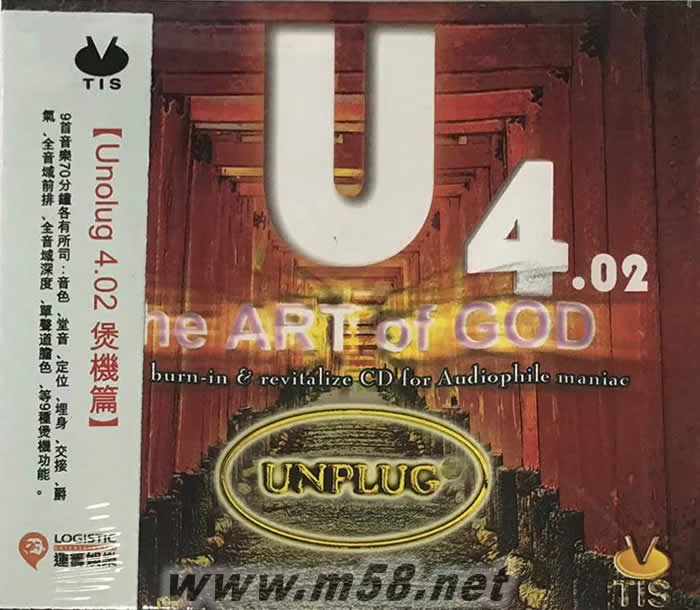 TIS
【Unolug 4.02 煲機篇】
9首音樂70分鐘各有所司:音色、堂音、定位、埋身、交接、爵
氣、全音域前排、全音域深度、單聲道膽色、等9種煲機功能。
LOGISTIC
ENTERTAINMENT
U
4.02
he ART of GOD
burn-in & revitalize CD for Audiophile maniac
UNPLUG
TIS
www.m58.net